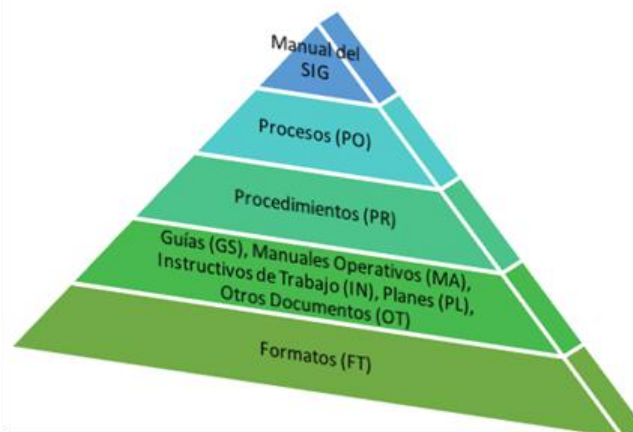 Manual del
SIG
Procesos (PO)
Procedimientos (PR)
Guías (GS), Manuales Operativos (MA),
Instructivos de Trabajo (IN), Planes (PL),
Otros Documentos (OT)
Formatos (FT)